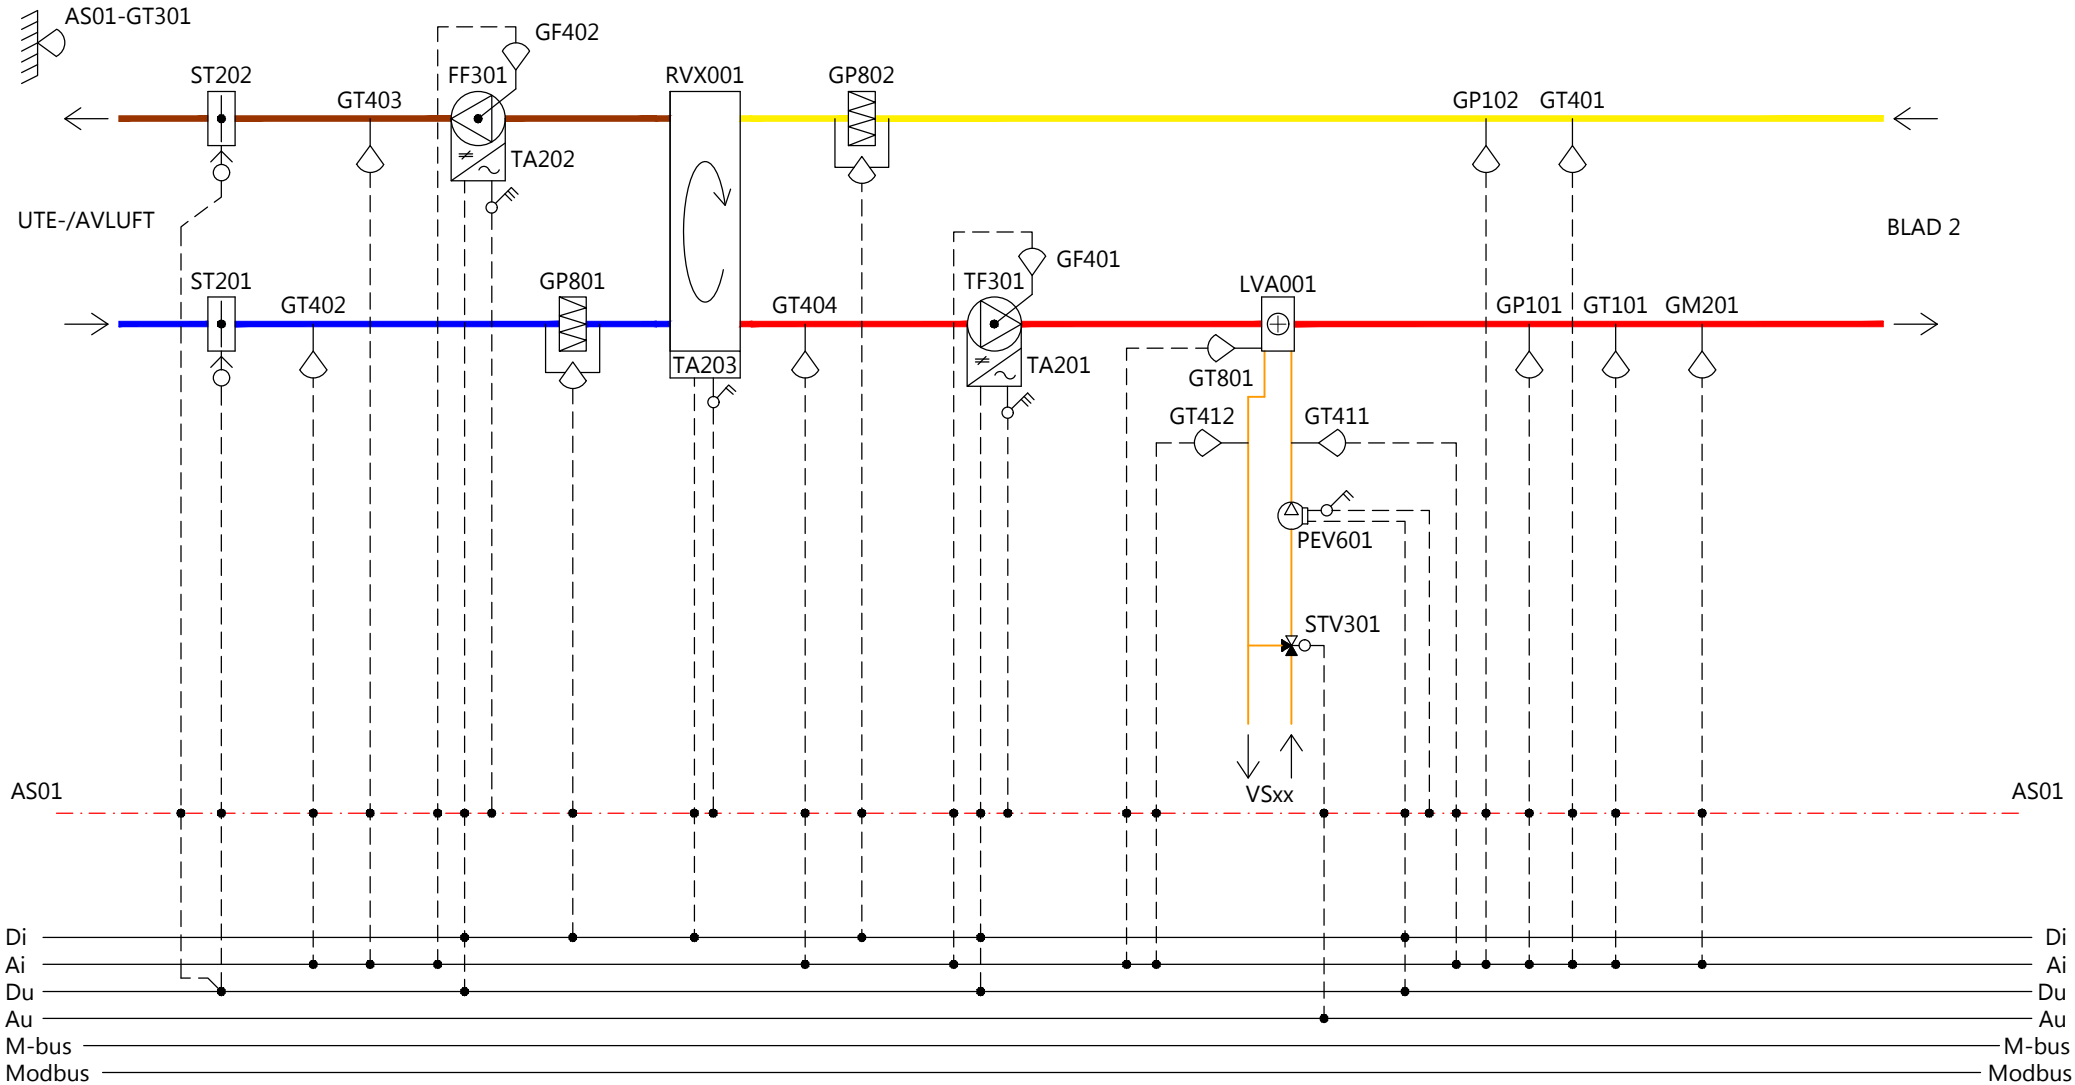 AS01-GT301
GF402
ST202
FF301
RVX001
GP802
GT403
GP102
GT401
TA202
UTE-/AVLUFT
BLAD 2
GF401
ST201
GP801
TF301
LVA001
GT402
GT404
GP101
GT101
GM201
TA203
TA201
GT801
GT412
GT411
PEV601
STV301
VSxx
AS01
AS01
Di
Di
Ai
Ai
Du
Du
Au
Au
M-bus
M-bus
Modbus
Modbus